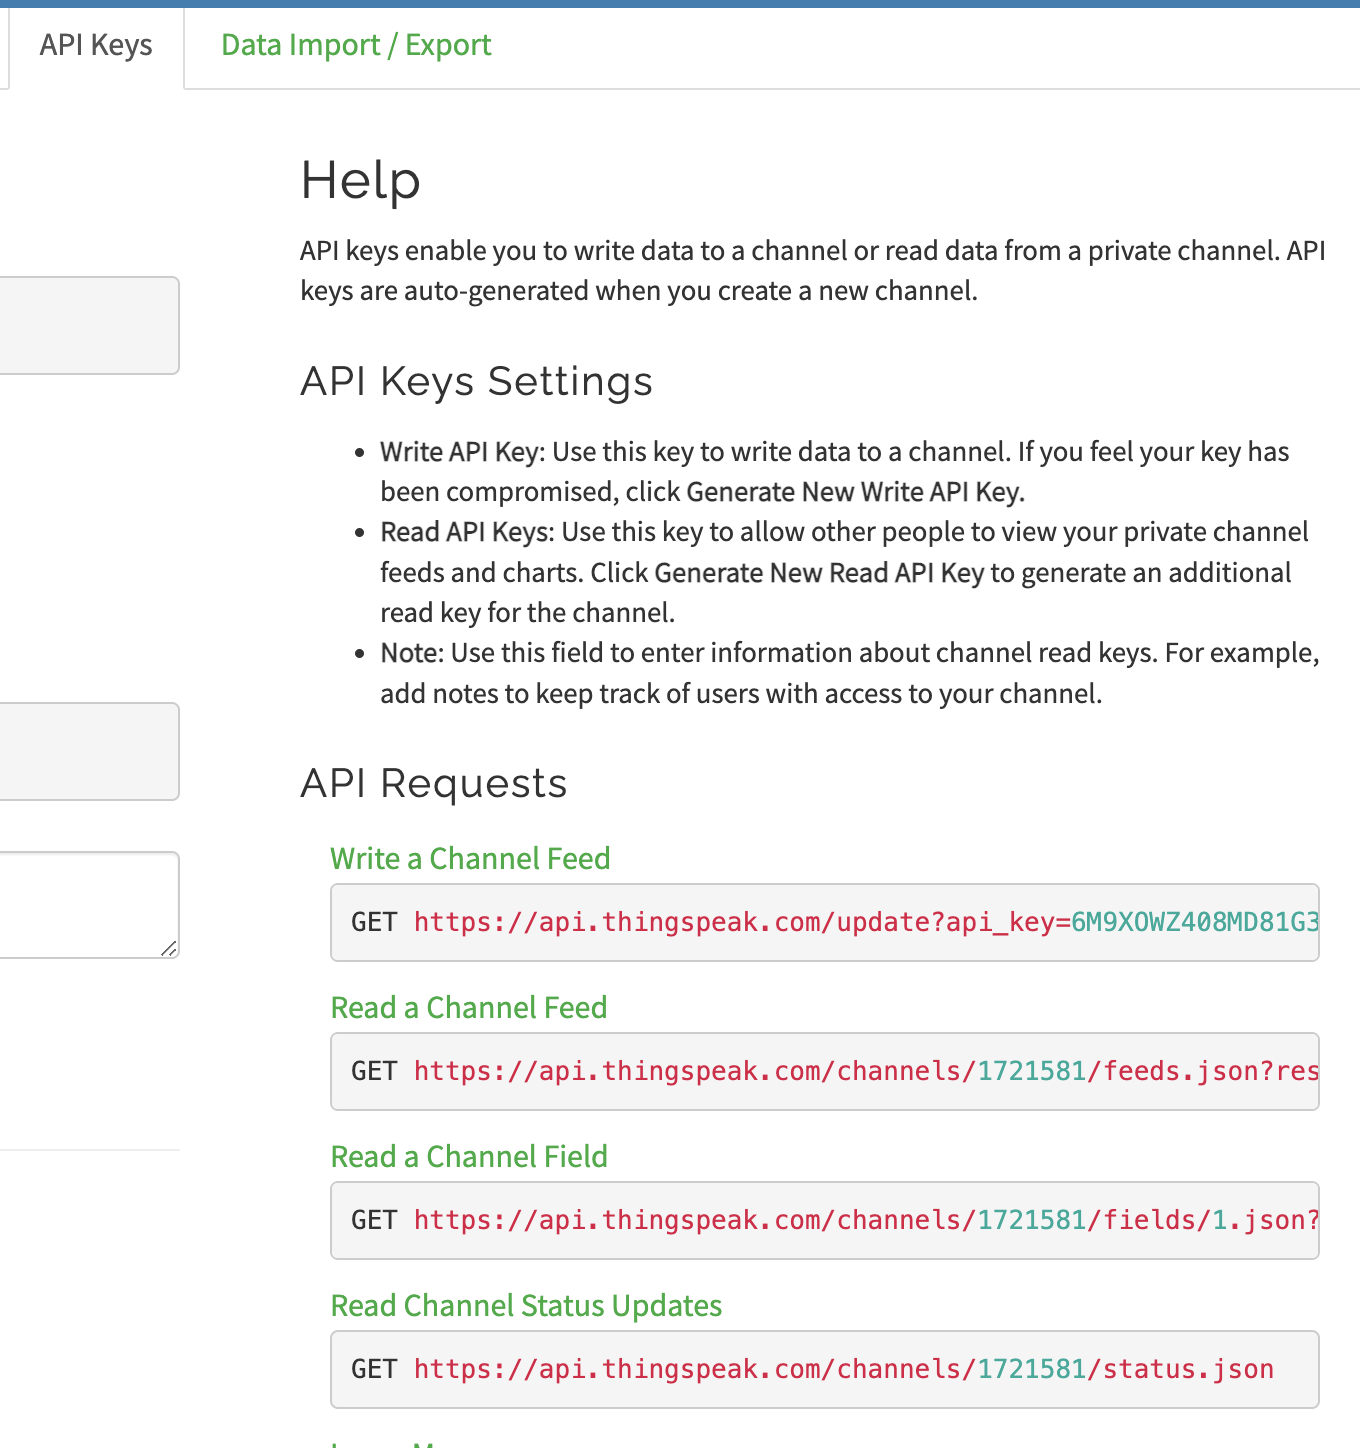 API Keys
Data Import / Export
Help
API keys enable you to write data to a channel or read data from a private channel. API
keys are auto-generated when you create a new channel.
API Keys Settings
• Write API Key: Use this key to write data to a channel. If you feel your key has
been compromised, click Generate New Write API Key.
• Read API Keys: Use this key to allow other people to view your private channel
feeds and charts. Click Generate New Read API Key to generate an additional
read key for the channel.
• Note: Use this field to enter information about channel read keys. For example,
add notes to keep track of users with access to your channel.
API Requests
Write a Channel Feed
GET https://api.thingspeak.com/update?api_key=6M9XOWZ408MD81G3
Read a Channel Feed
GET https://api.thingspeak.com/channels/1721581/feeds.json?res
Read a Channel Field
GET https://api.thingspeak.com/channels/1721581/fields/1.json?
Read Channel Status Updates
GET https://api.thingspeak.com/channels/1721581/status.json